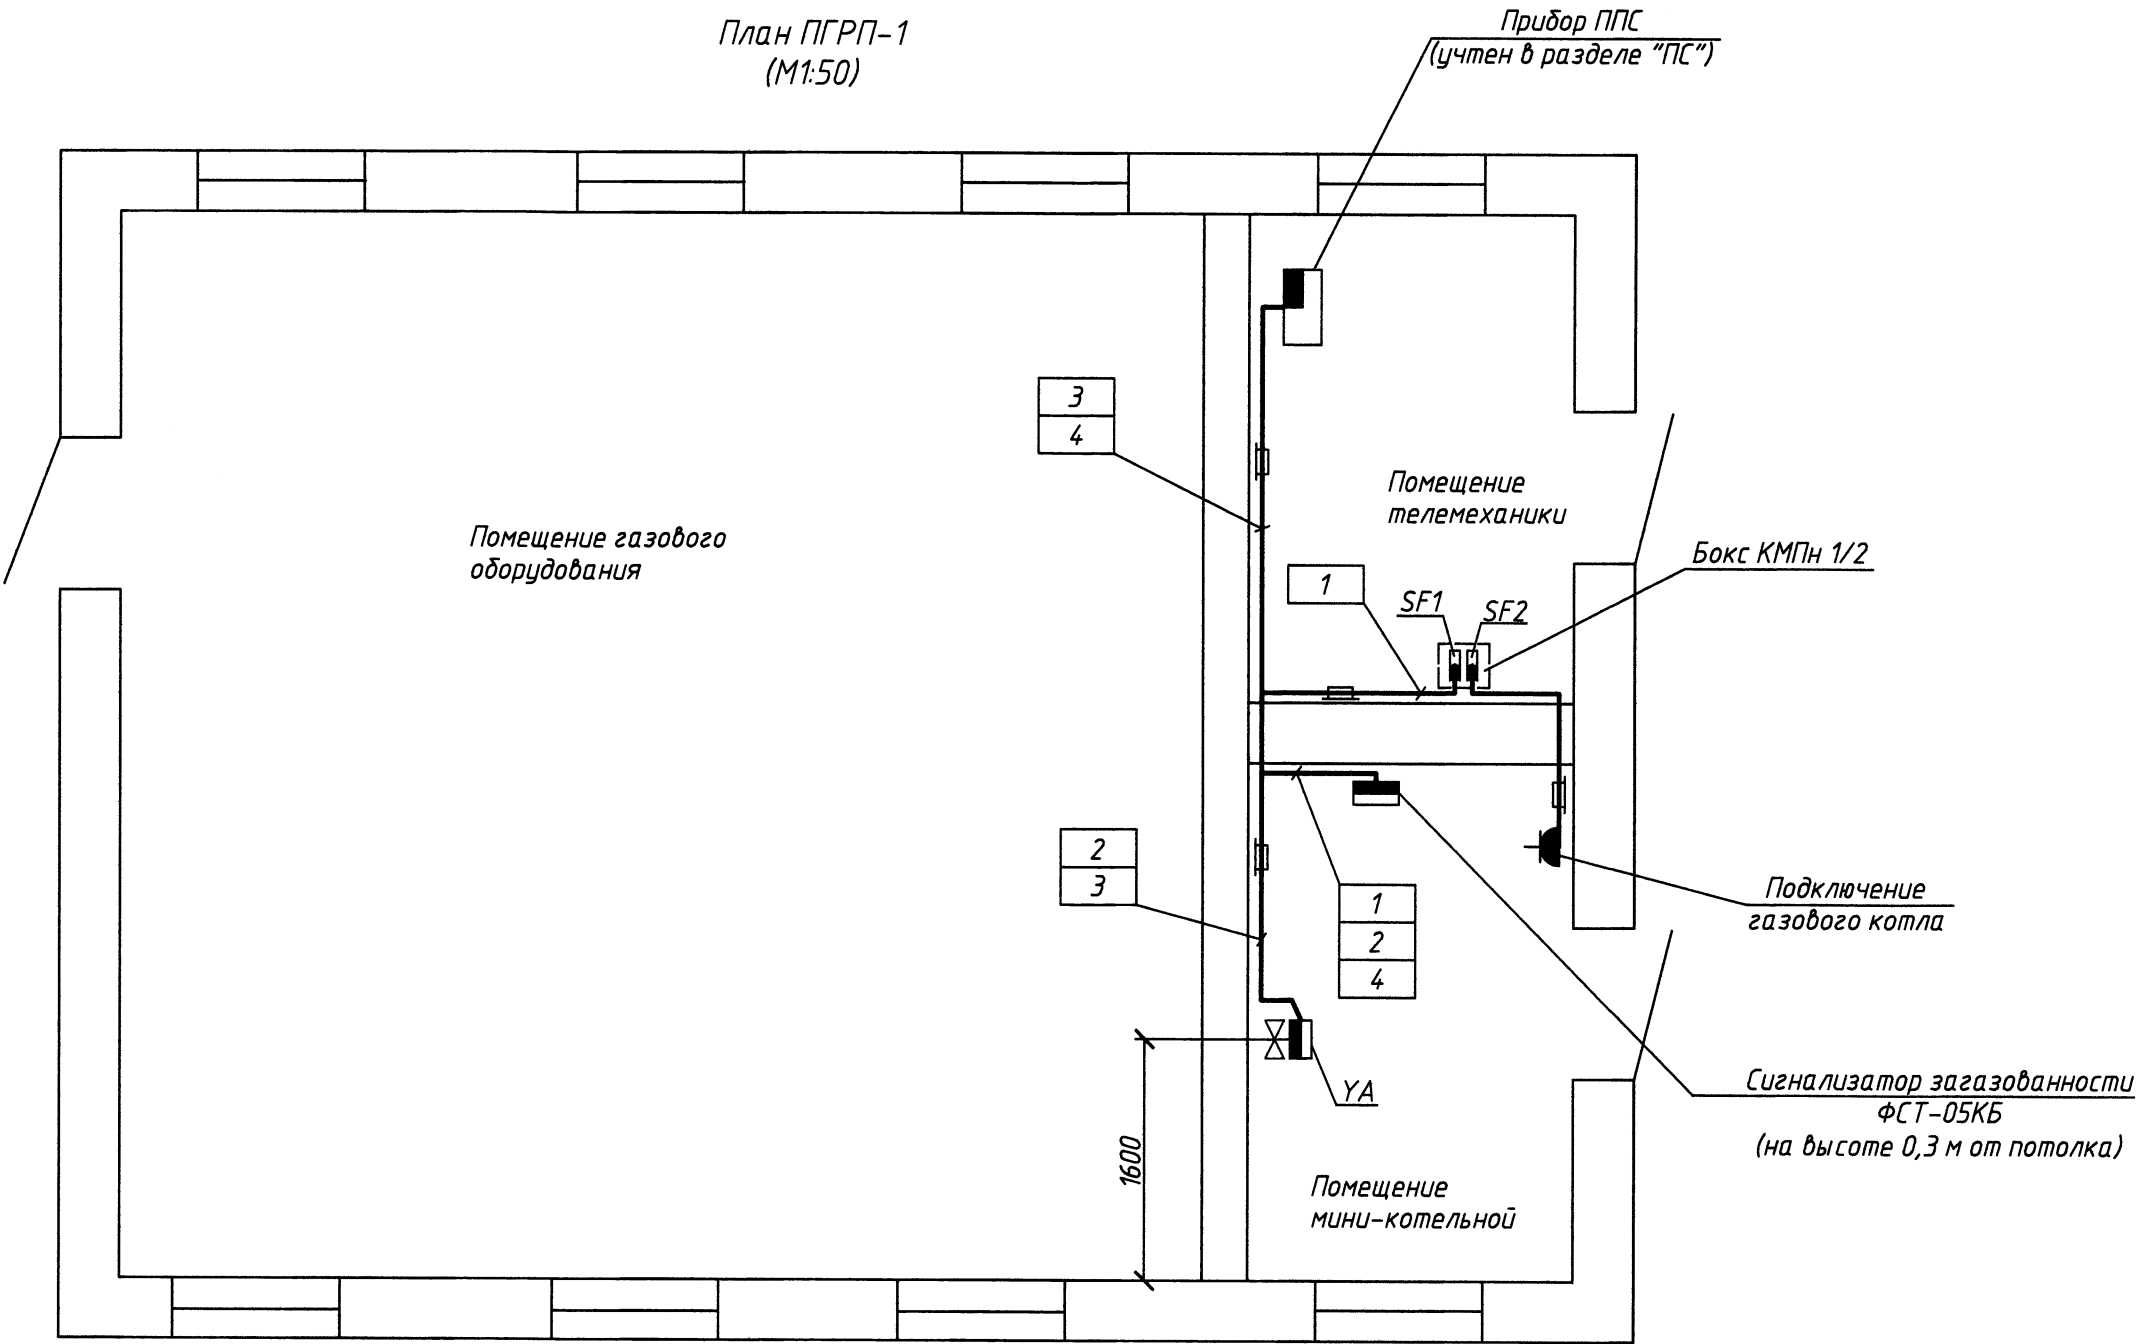 План ПГРП-1
(М1:50)
Прибор ППС
(учтен в разделе "ПС")
3
4
Помещение
телемеханики
Помещение газового
оборудования
Бокс КМПн 1/2
1
SF1
SF2
2
3
1
2
4
Подключение
газового котла
YA
Сигнализатор загазованности
ФСТ-05КБ
(на высоте 0,3 м от потолка)
1600
Помещение
мини-котельной